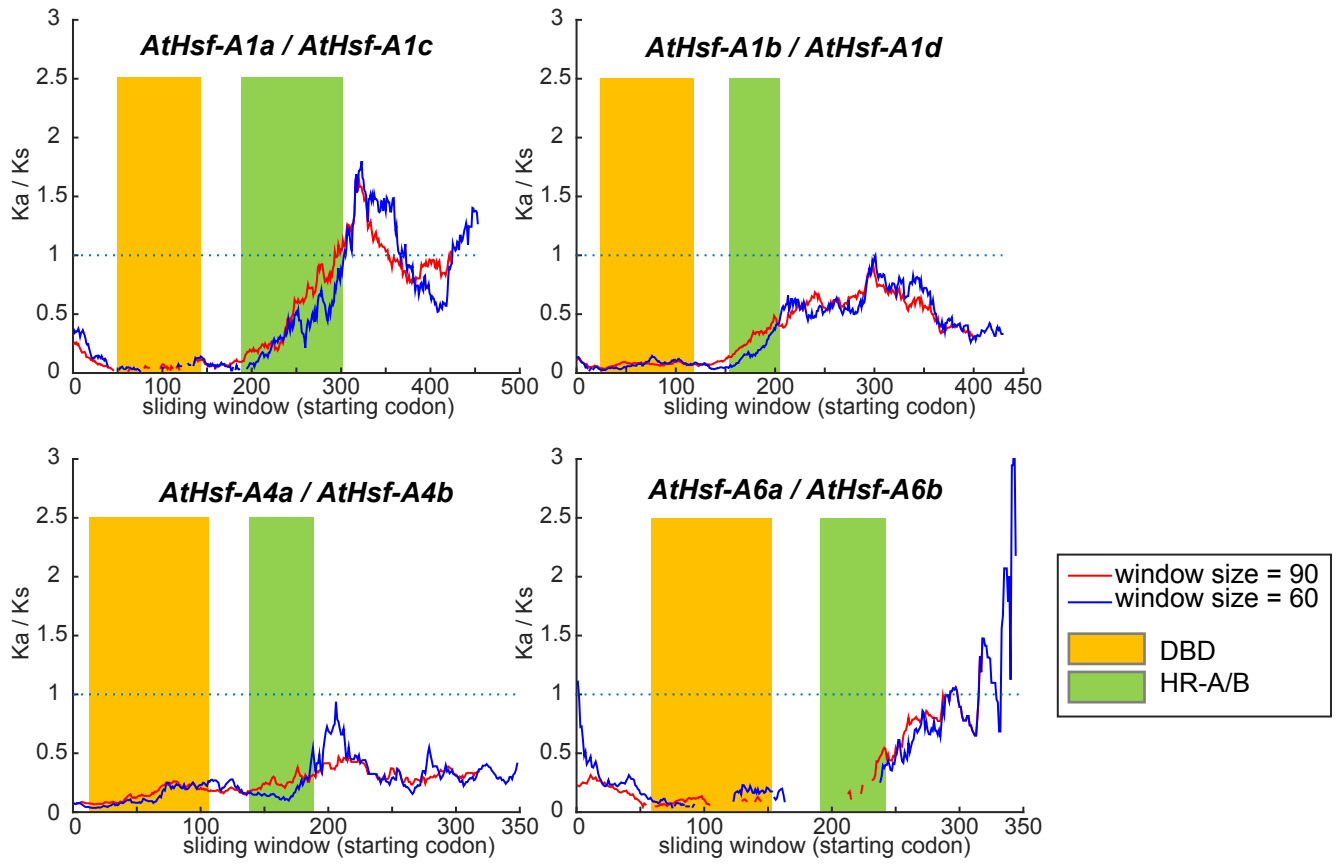 AtHsf-A1a / AtHsf-A1c
3
2.5
2
1.5
1
0.5
0
Ka / Ks
0 100 200 300 400 500
sliding window (starting codon)
AtHsf-A1b / AtHsf-A1d
3
2.5
2
1.5
1
0.5
0
Ka / Ks
0 50 100 150 200 250 300 350 400 450
sliding window (starting codon)
AtHsf-A4a / AtHsf-A4b
3
2.5
2
1.5
1
0.5
0
Ka / Ks
0 100 200 300 350
sliding window (starting codon)
AtHsf-A6a / AtHsf-A6b
3
2.5
2
1.5
1
0.5
0
Ka / Ks
0 100 200 300 350
sliding window (starting codon)
window size = 90
window size = 60
DBD
HR-A/B